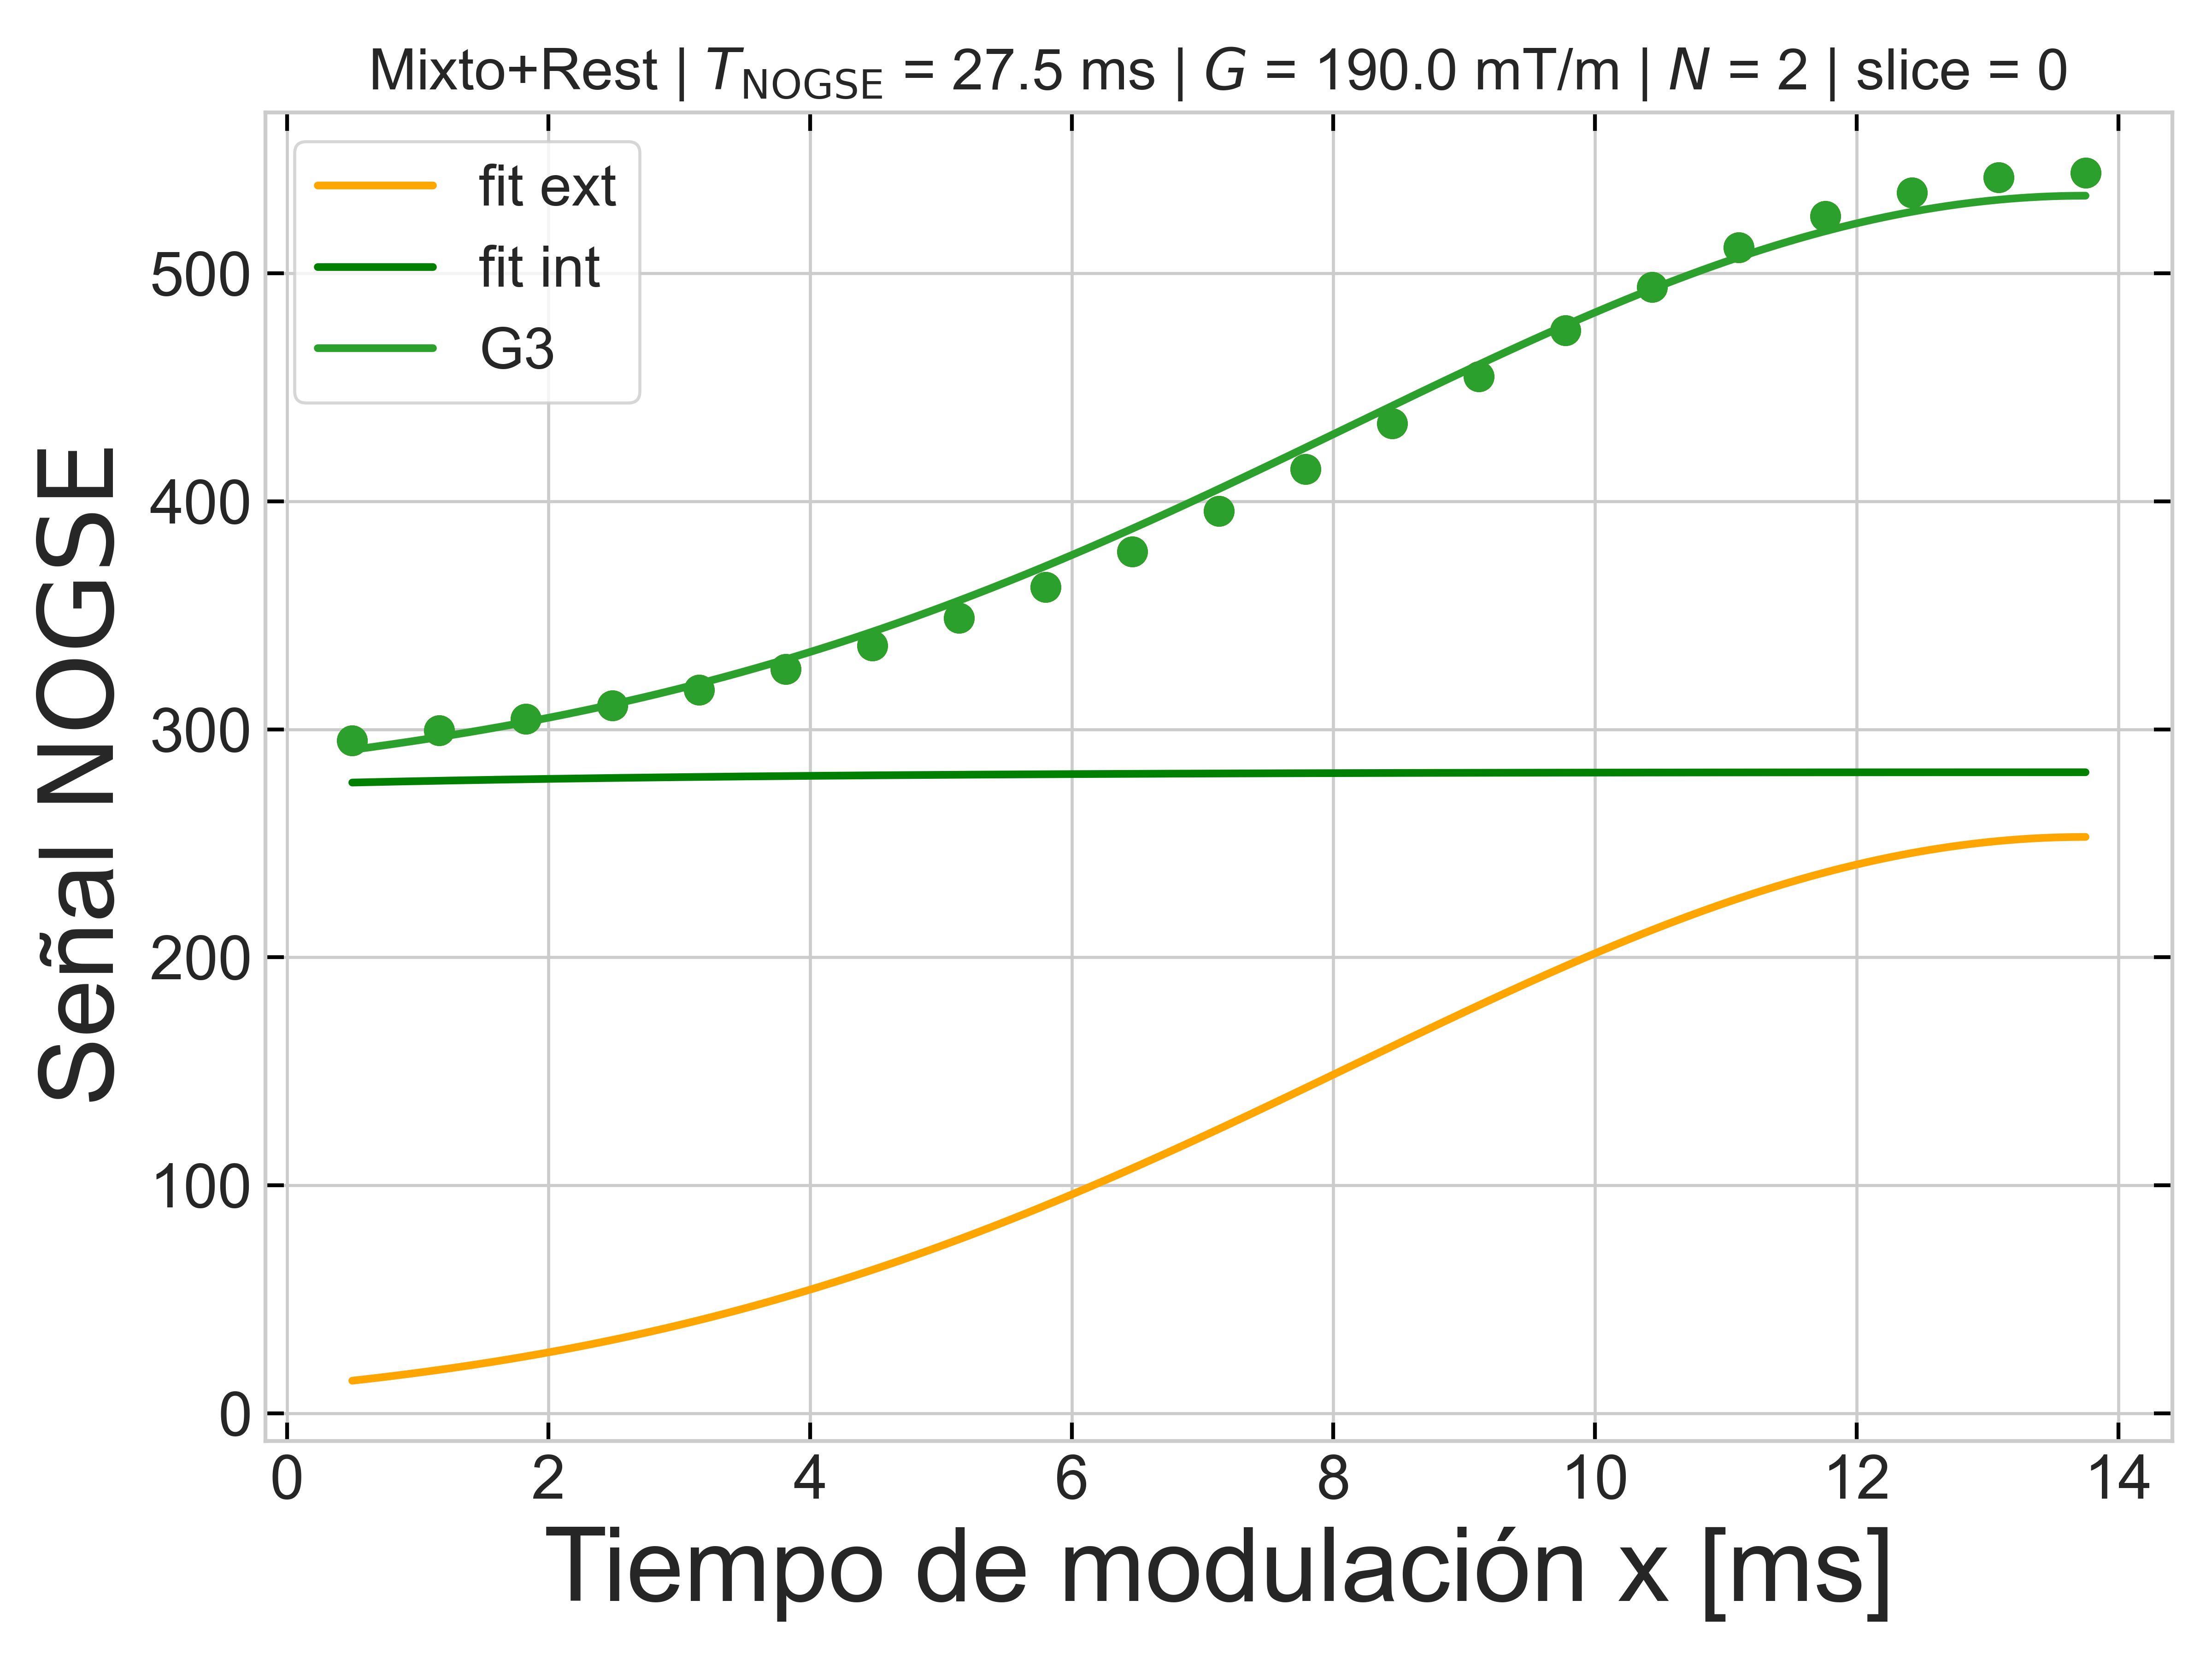 Mixto+Rest | T_NOGSE = 27.5 ms | G = 190.0 mT/m | N = 2 | slice = 0
fit ext
fit int
G3
Señal NOGSE
500
400
300
200
100
0
0 2 4 6 8 10 12 14
Tiempo de modulación x [ms]